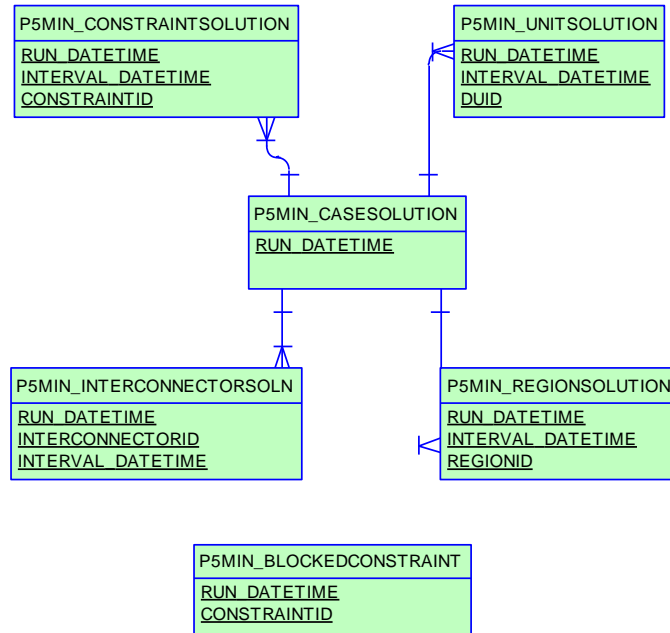 P5MIN_CONSTRAINTSOLUTION
RUN_DATETIME
INTERVAL_DATETIME
CONSTRAINTID
P5MIN_UNITSOLUTION
RUN_DATETIME
INTERVAL_DATETIME
DUID
P5MIN_CASESOLUTION
RUN_DATETIME
P5MIN_INTERCONNECTORSOLN
RUN_DATETIME
INTERCONNECTORID
INTERVAL_DATETIME
P5MIN_REGIONSOLUTION
RUN_DATETIME
INTERVAL_DATETIME
REGIONID
P5MIN_BLOCKEDCONSTRAINT
RUN_DATETIME
CONSTRAINTID